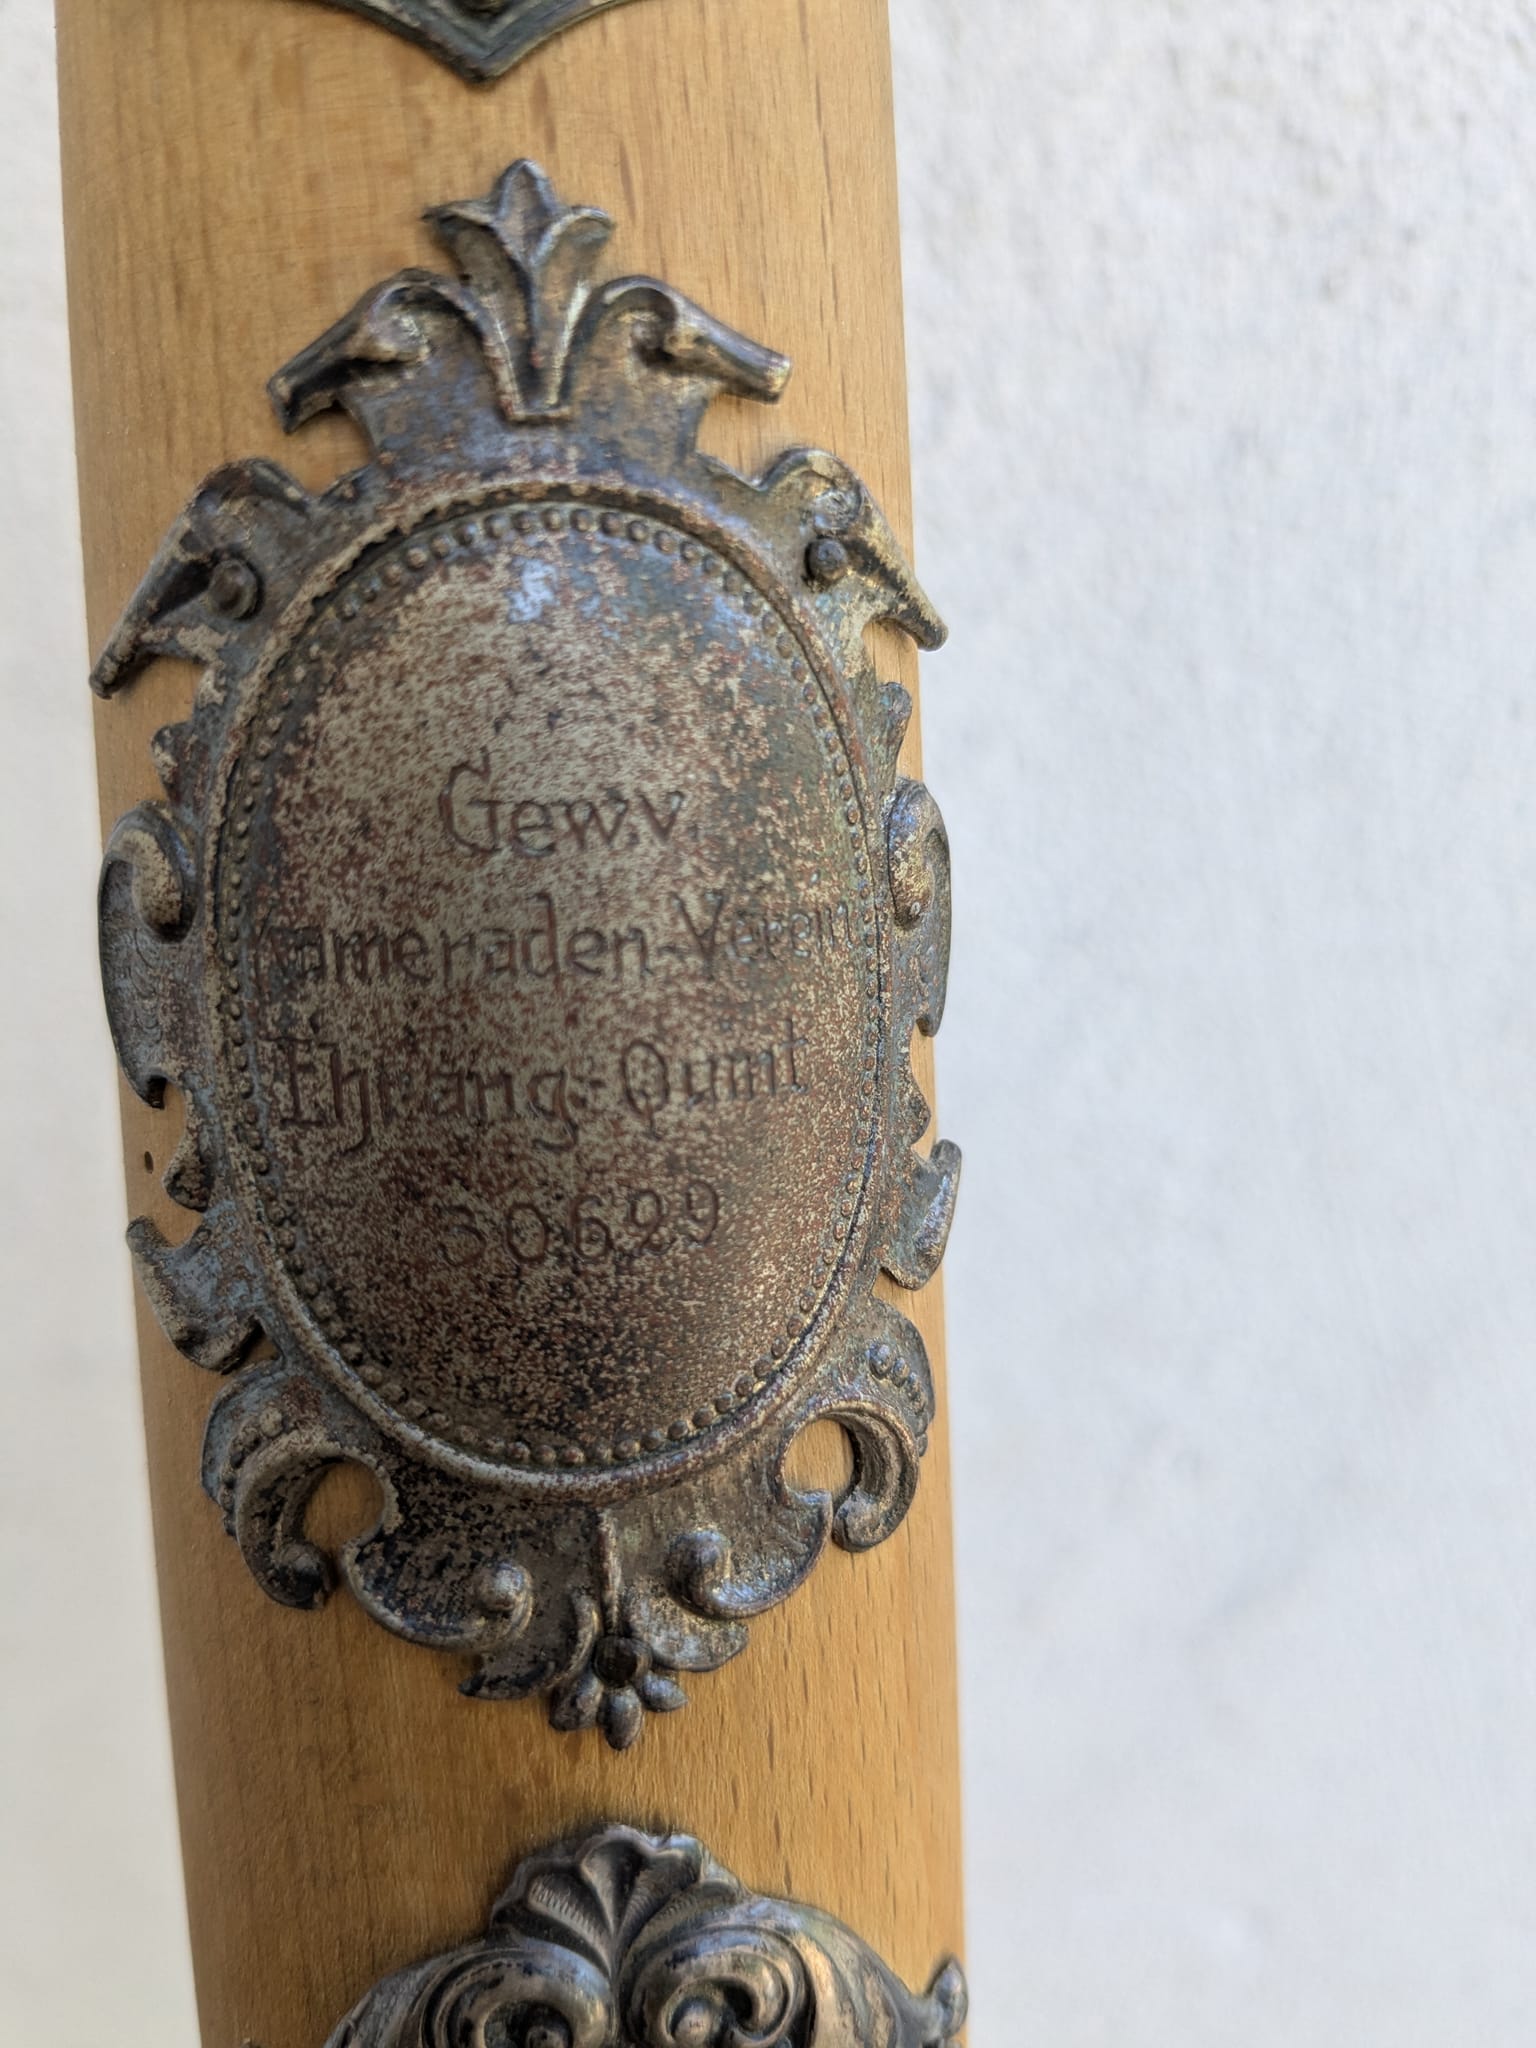 Gew.v
Kameraden-Verein
Ehrang-Quint
30.6.29